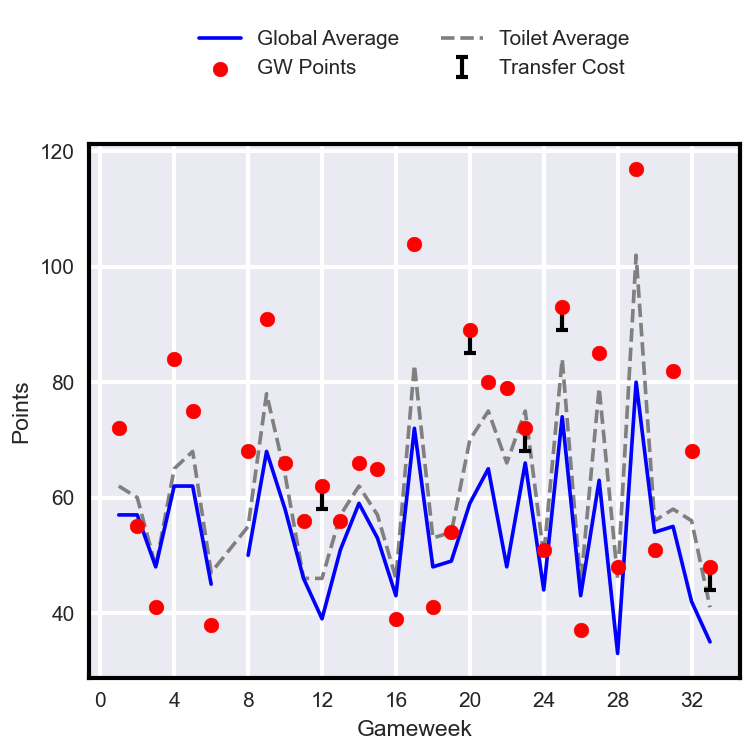 Global Average
GW Points
Toilet Average
Transfer Cost
120
100
80
60
40
Points
0 4 8 12 16 20 24 28 32
Gameweek